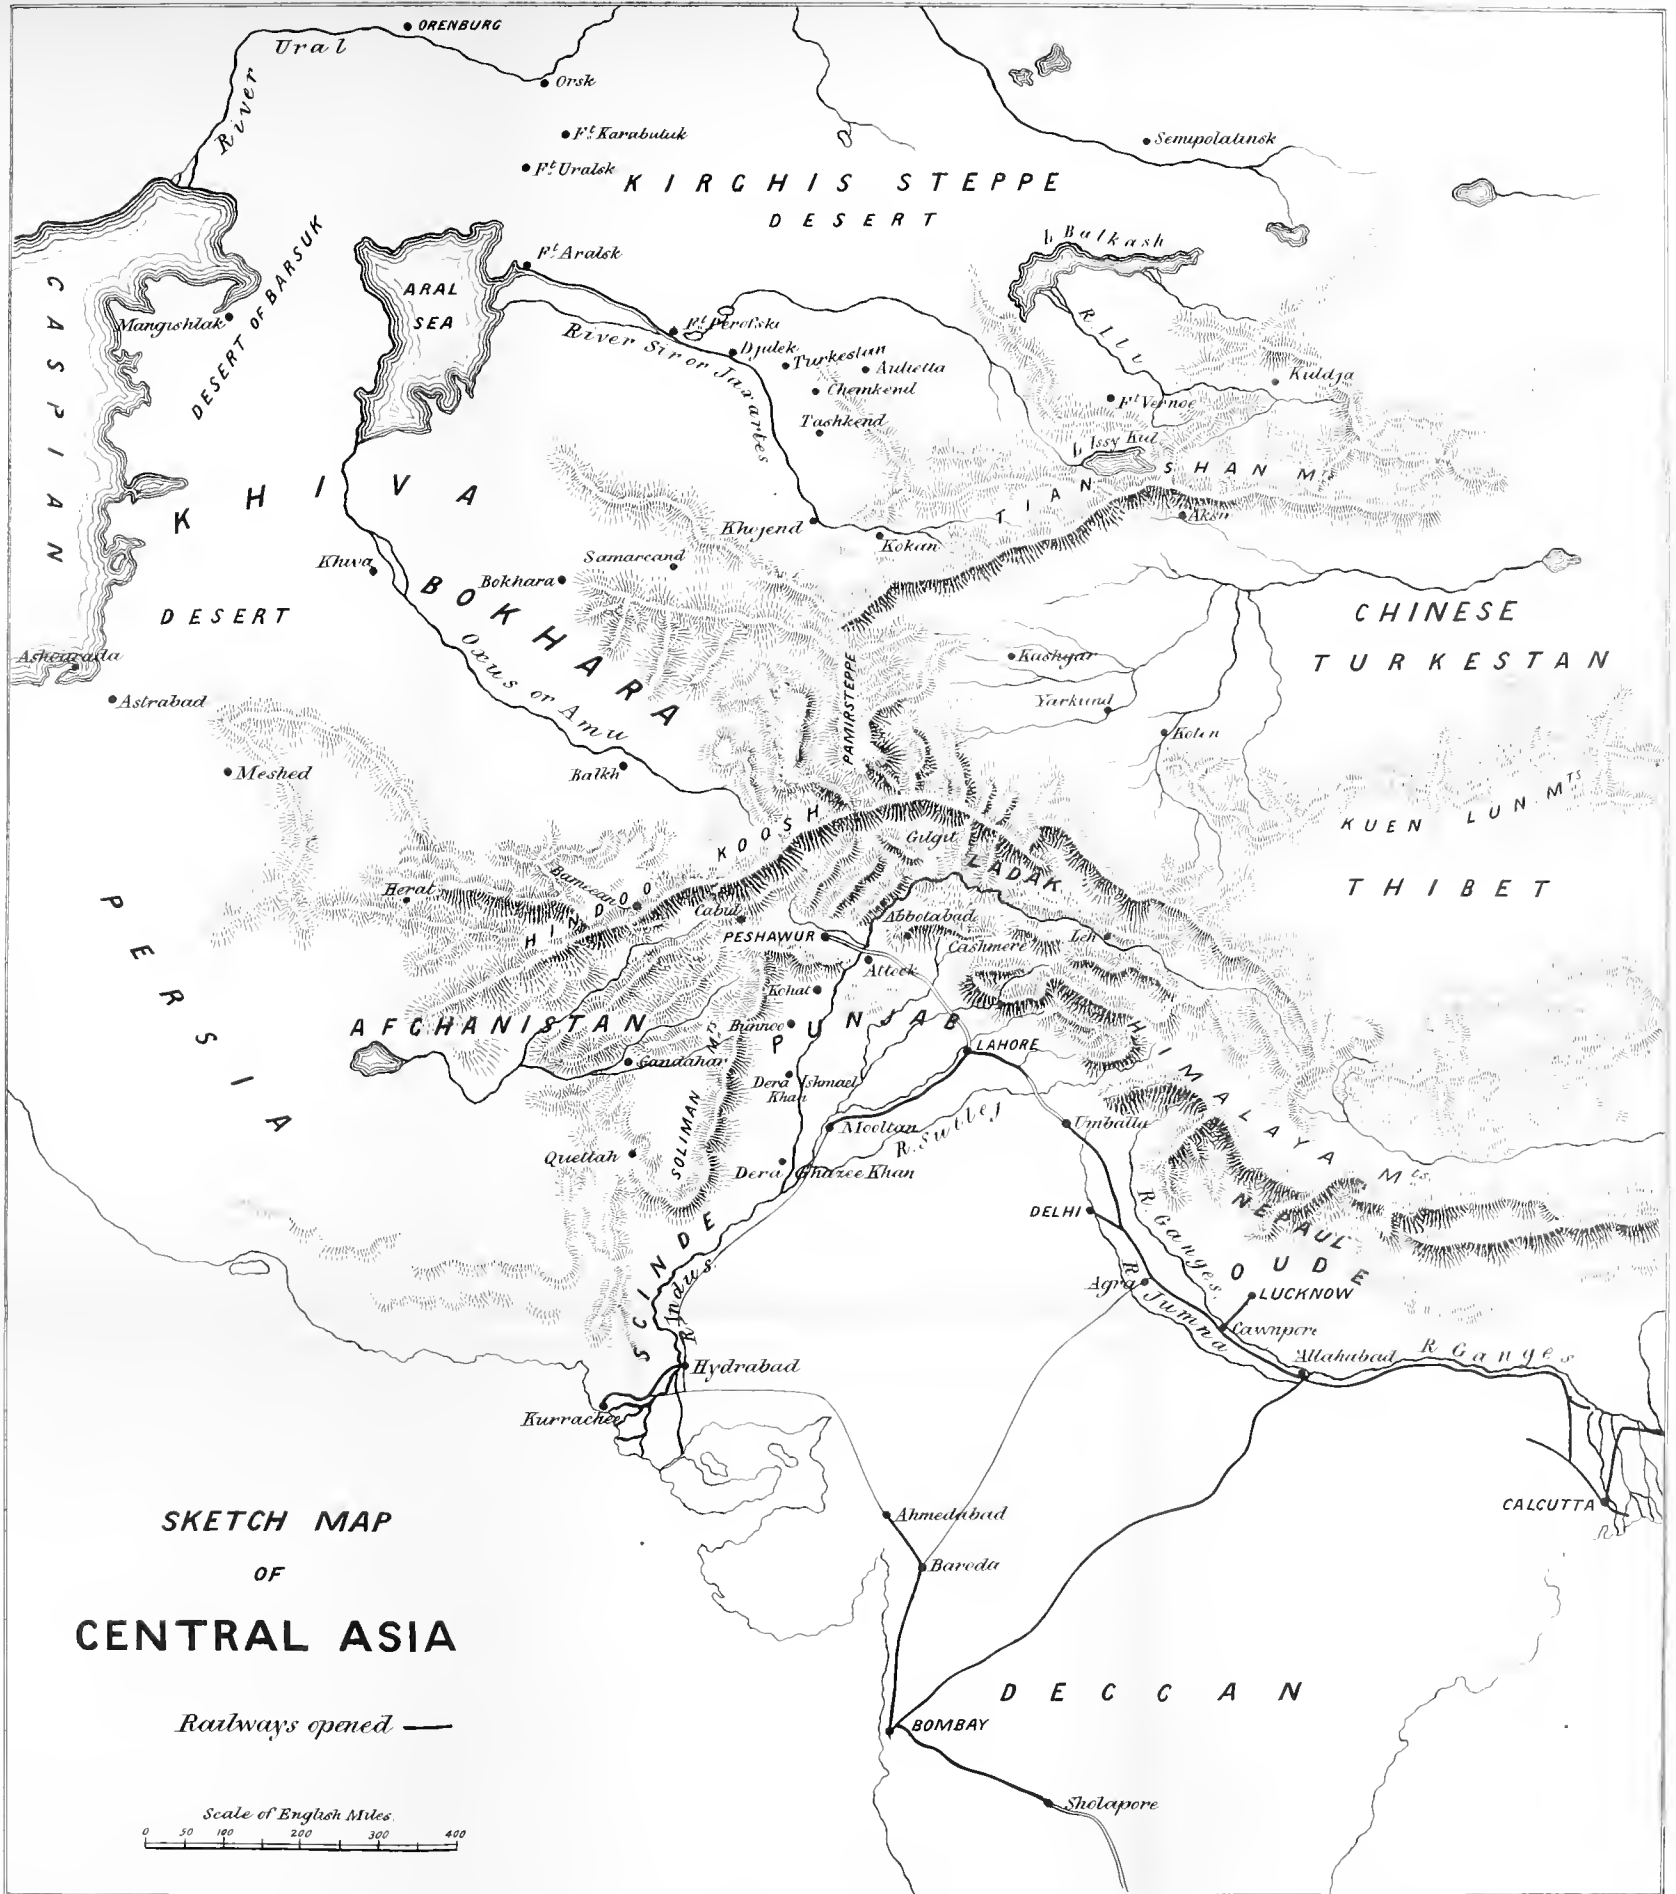 ORENBURG
River Ural
Orsk
Ft. Karabutuk
Ft. Uralsk
Semipolatinsk
KIRGHIS STEPPE
DESERT
L Balkash
Ft. Aralsk
ARAL
SEA
CASPIAN
Mangishlak
DESERT OF BARSUK
River Sir or Jaxartes
Ft. Perofski
Djulek
Turkestan
Aulietta
Chemkend
Tashkend
R Ili
Kuldja
Ft Vernoe
L Issy Kul
TIAN SHAN Mts
Aksu
KHIVA
Khojend
Kokan
Khiva
Samarcand
Bokhara
BOKHARA
DESERT
Oxus or Amu
CHINESE
TURKESTAN
Ashourada
Astrabad
Kashgar
Yarkund
PAMIRSTEPPE
Koten
Meshed
Balkh
KUEN LUN MTS
HINDOO KOOSH
Gilgit
LADAK
THIBET
Herat
Bameean
Cabul
PESHAWUR
Abbotabad
Cashmere
Leh
Attock
Kohat
PERSIA
AFGHANISTAN
Bunnoo
PUNJAB
LAHORE
Candahar
Dera Ishmael
Khan
SOLIMAN MTS
HIMALAYA Mts.
Mooltan
R. Sutlej
Umballa
Quettah
Dera Ghazee Khan
DELHI
R. Ganges
NEPAUL
OUDE
SCINDE
R Indus
Agra
R Jumna
LUCKNOW
Cawnpore
Allahabad
R Ganges
Hydrabad
Kurrachee
CALCUTTA
Ahmedabad
Baroda
SKETCH MAP
OF
CENTRAL ASIA
DECCAN
Railways opened
BOMBAY
Sholapore
Scale of English Miles.
0 50 100 200 300 400